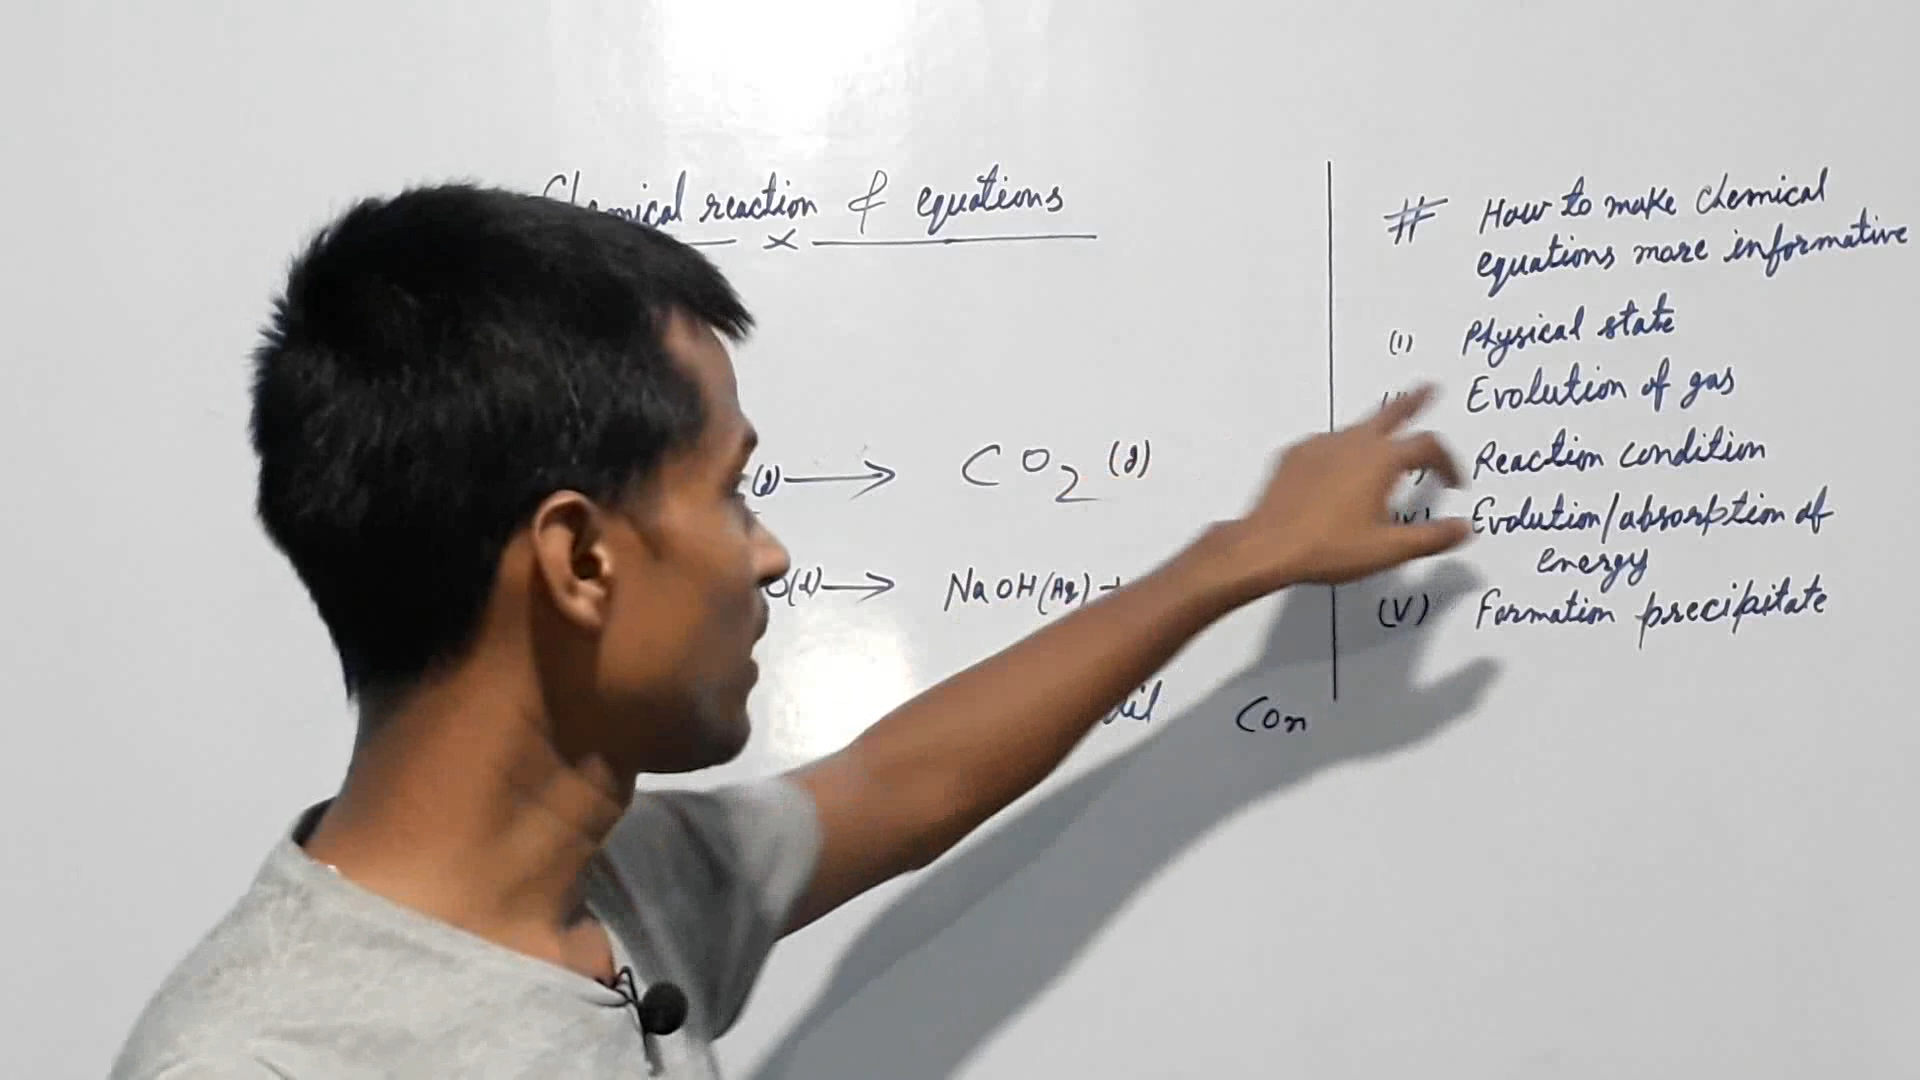 Chemical reaction & equations
(g) → CO2 (g)
O(l) → NaOH(Aq) +
dil
Con
# How to make chemical
equations more informative
(i) Physical state
Evolution of gas
Reaction condition
Evolution/absorption of
energy
(V) Formation precipitate